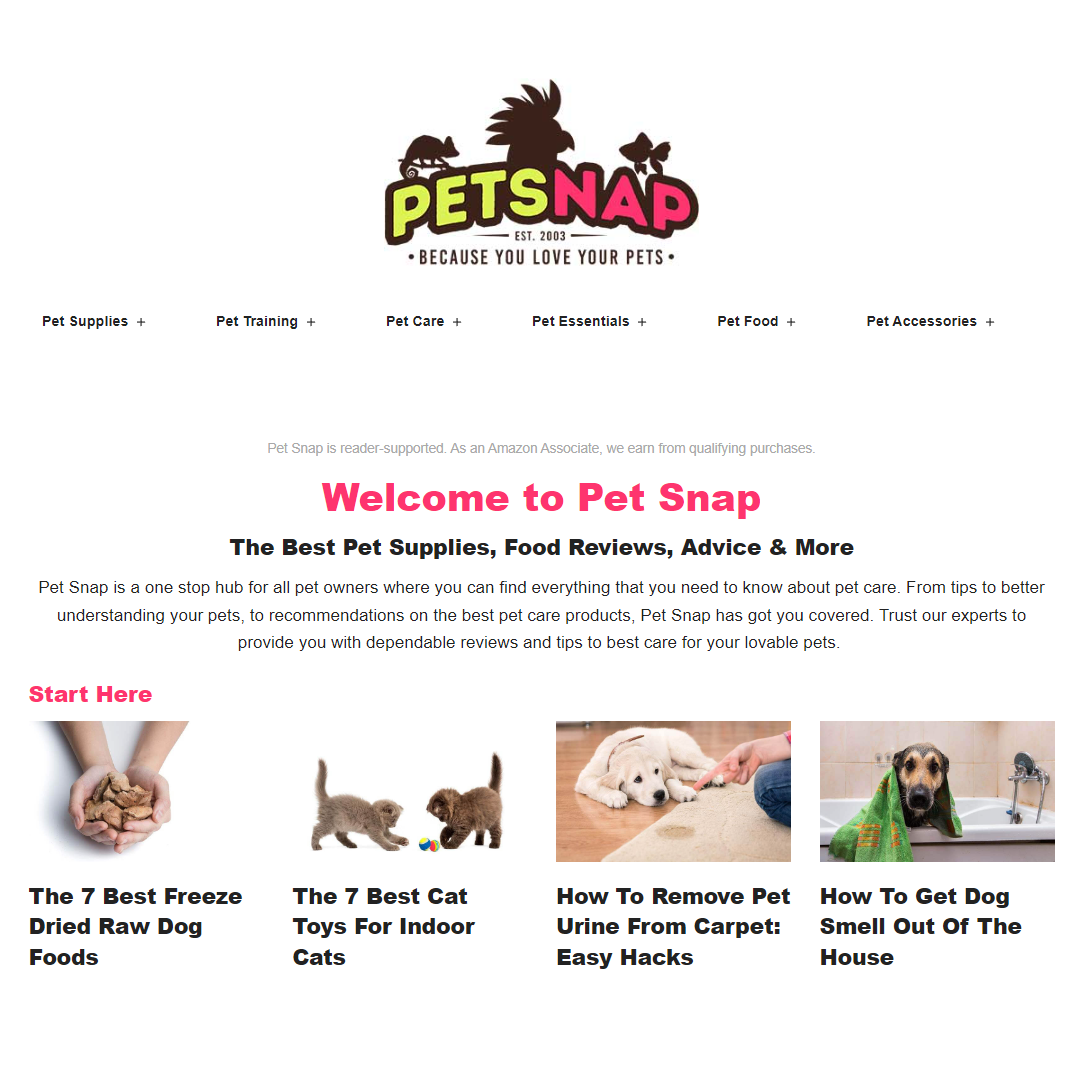 PETSNAP
EST. 2003
• BECAUSE YOU LOVE YOUR PETS •
Pet Supplies +
Pet Training +
Pet Care +
Pet Essentials +
Pet Food +
Pet Accessories +
Pet Snap is reader-supported. As an Amazon Associate, we earn from qualifying purchases.
Welcome to Pet Snap
The Best Pet Supplies, Food Reviews, Advice & More
Pet Snap is a one stop hub for all pet owners where you can find everything that you need to know about pet care. From tips to better
understanding your pets, to recommendations on the best pet care products, Pet Snap has got you covered. Trust our experts to
provide you with dependable reviews and tips to best care for your lovable pets.
Start Here
The 7 Best Freeze
Dried Raw Dog
Foods
The 7 Best Cat
Toys For Indoor
Cats
How To Remove Pet
Urine From Carpet:
Easy Hacks
How To Get Dog
Smell Out Of The
House